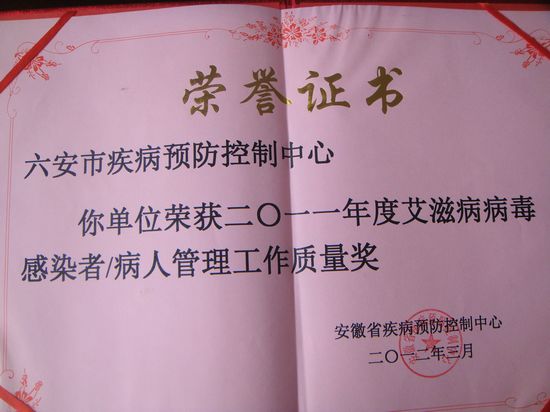 荣誉证书
六安市疾病预防控制中心
你单位荣获二〇一一年度艾滋病病毒
感染者/病人管理工作质量奖
安徽省疾病预防控制中心
二〇一二年三月